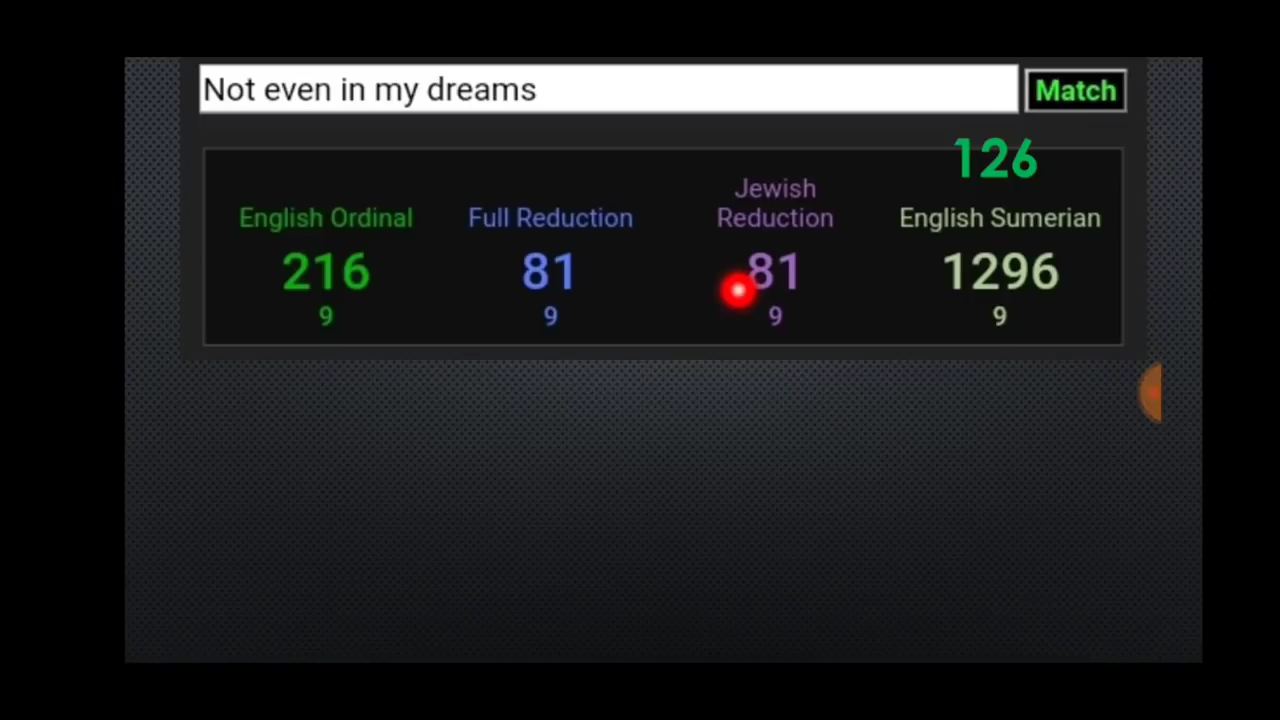 Not even in my dreams
Match
126
Jewish
English Ordinal Full Reduction Reduction English Sumerian
216 81 81 1296
9 9 9 9